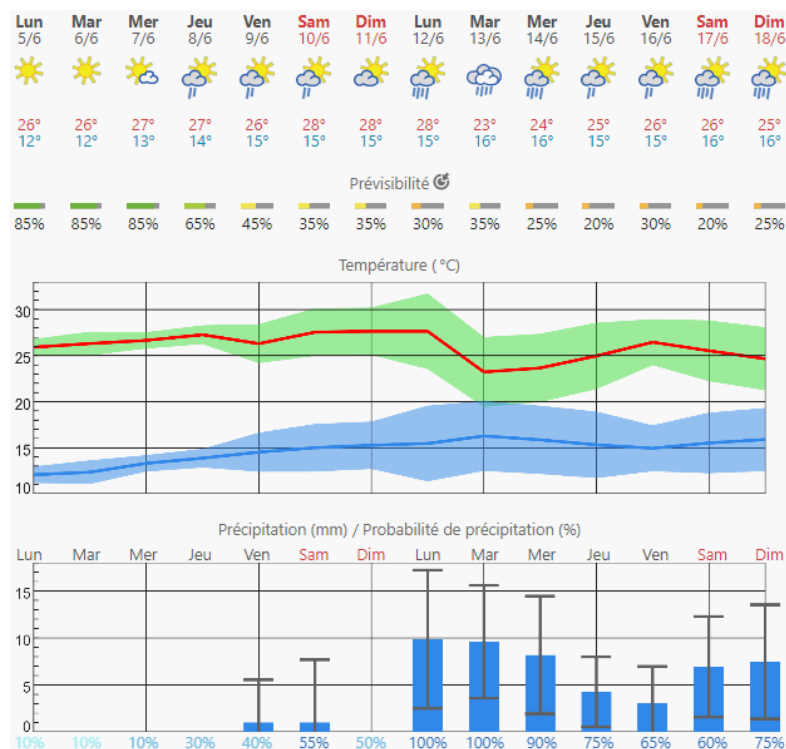 Lun Mar Mer Jeu Ven Sam Dim Lun Mar Mer Jeu Ven Sam Dim
5/6 6/6 7/6 8/6 9/6 10/6 11/6 12/6 13/6 14/6 15/6 16/6 17/6 18/6
26° 26° 27° 27° 26° 28° 28° 28° 23° 24° 25° 26° 26° 25°
12° 12° 13° 14° 15° 15° 15° 15° 16° 16° 15° 15° 16° 16°
Prévisibilité
85% 85% 85% 65% 45% 35% 35% 30% 35% 25% 20% 30% 20% 25%
Température ( °C)
30
25
20
15
10
Précipitation (mm) / Probabilité de précipitation (%)
Lun Mar Mer Jeu Ven Sam Dim Lun Mar Mer Jeu Ven Sam Dim
15
10
5
0
10% 10% 10% 30% 40% 55% 50% 100% 100% 90% 75% 65% 60% 75%